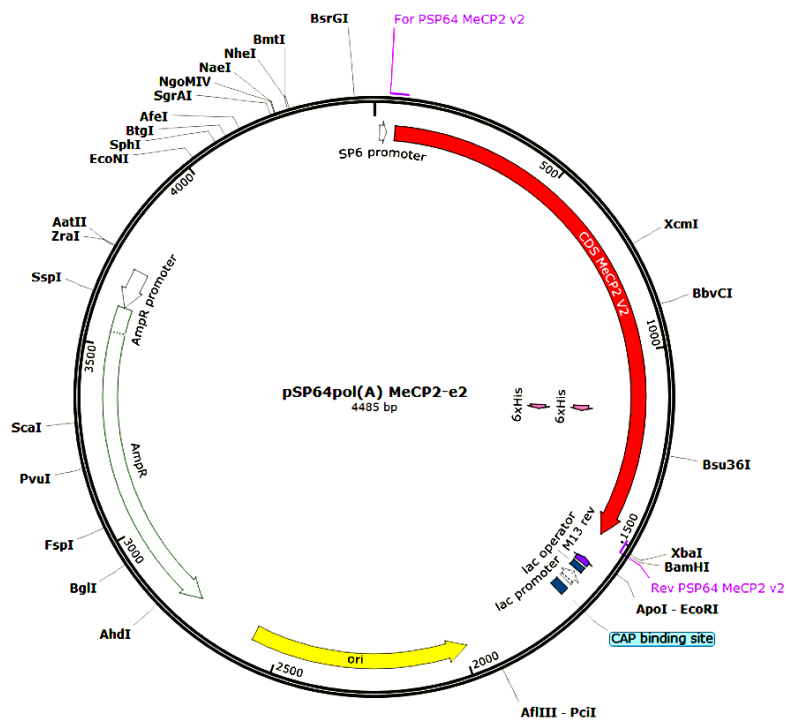 BsrGI
For PSP64 MeCP2 v2
BmtI
NheI
NaeI
NgoMIV
SgrAI
AfeI
BtgI
SphI
EcoNI
4000
AatII
ZraI
SspI
AmpR promoter
3500
ScaI
AmpR
PvuI
FspI
3000
BglI
AhdI
2500
ori
2000
AflIII - PciI
SP6 promoter
500
CDS MeCP2 V2
XcmI
BbvCI
1000
pSP64pol(A) MeCP2-e2
4485 bp
6xHis
6xHis
Bsu36I
1500
XbaI
BamHI
Rev PSP64 MeCP2 v2
ApoI - EcoRI
CAP binding site
lac promoter
lac operator
M13 rev